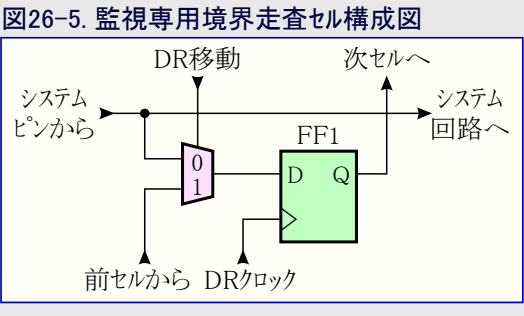 図26-5. 監視専用境界走査ｾﾙ構成図
DR移動
次ｾﾙへ
ｼｽﾃﾑ
ﾋﾟﾝから
ｼｽﾃﾑ
回路へ
FF1
0
1
D Q
前ｾﾙから DRｸﾛｯｸ